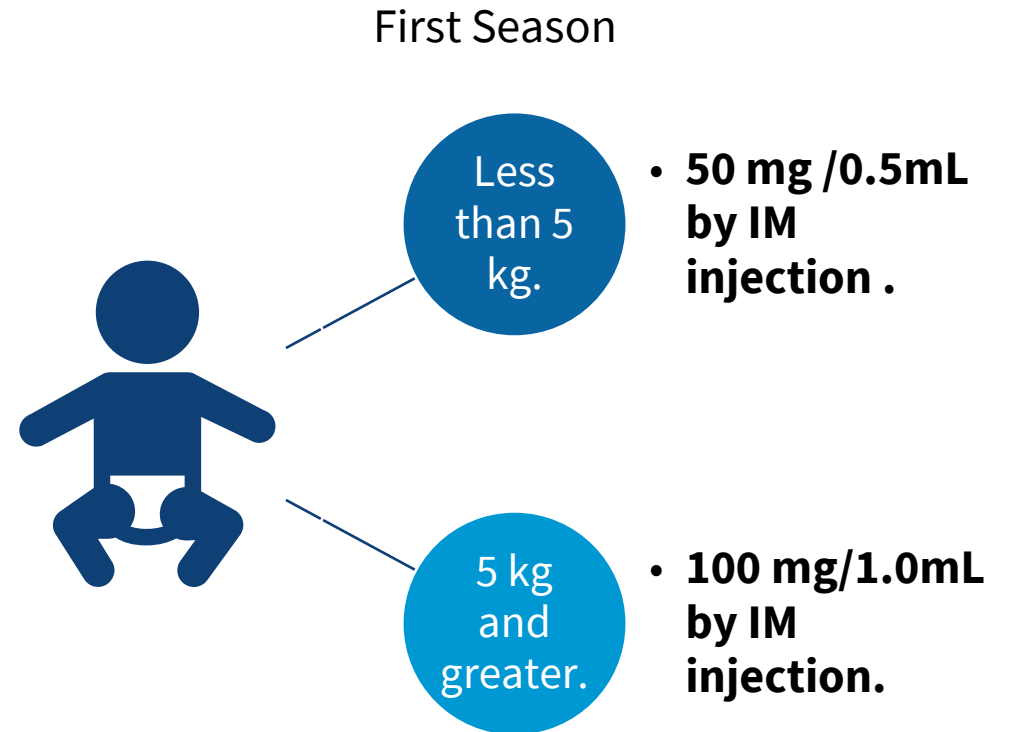 First Season
Less
than 5
kg.
• 50 mg /0.5mL
by IM
injection .
5 kg
and
greater.
• 100 mg/1.0mL
by IM
injection.